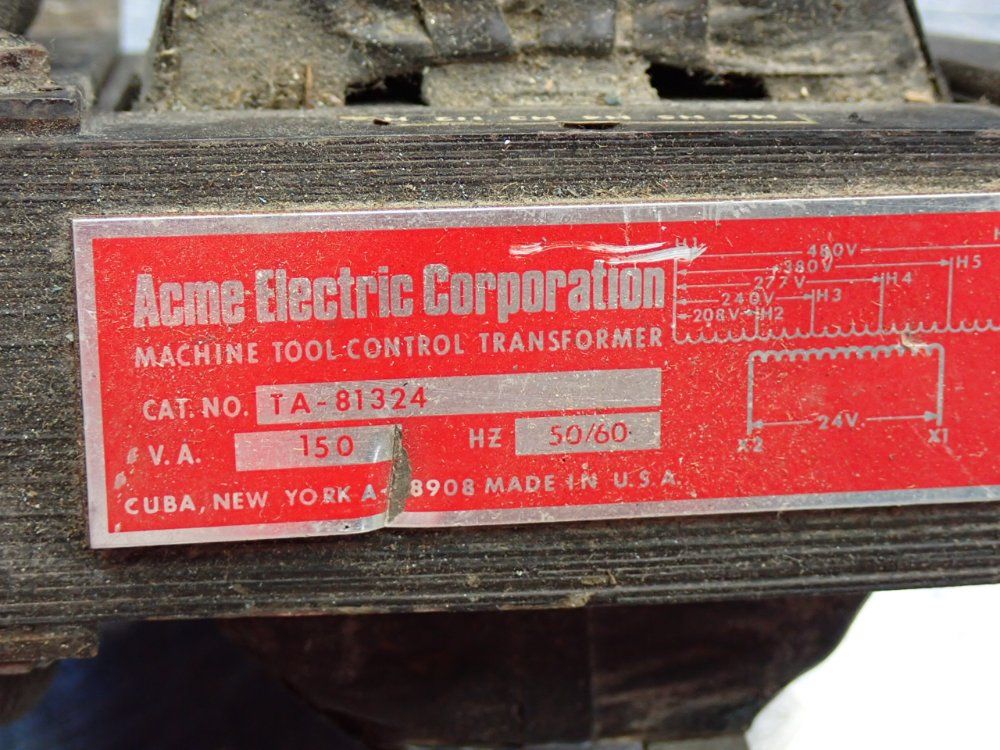 H1
480V
Acme Electric Corporation
380V
H5
277V
H4
240V
H3
208V
H2
MACHINE TOOL CONTROL TRANSFORMER
CAT. NO. TA-81324
V.A. 150 HZ 50/60
24V.
X2
X1
CUBA, NEW YORK A- 8908 MADE IN U.S.A.